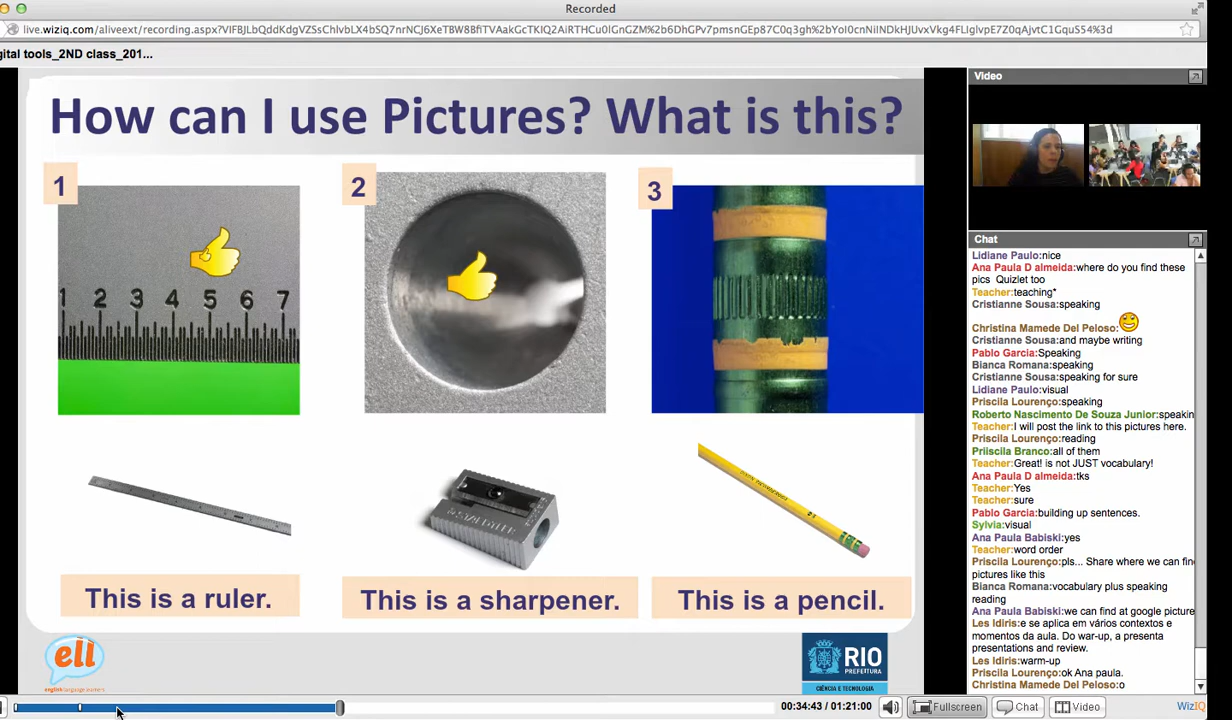 Recorded
live.wiziq.com/aliveext/recording.aspx?
gital tools_2ND class_201...
How can I use Pictures? What is this?
1
2
3
1 2 3 4 5 6 7
This is a ruler.
This is a sharpener.
This is a pencil.
ell
english language learners
RIO
PREFEITURA
CIÊNCIA E TECNOLOGIA
Video
Chat
Lidiane Paulo:nice
Ana Paula D almeida:where do you find these
pics Quizlet too
Teacher:teaching*
Cristianne Sousa:speaking
Christina Mamede Del Peloso:
Cristianne Sousa:and maybe writing
Pablo Garcia:Speaking
Bianca Romana:speaking
Cristianne Sousa:speaking for sure
Lidiane Paulo:visual
Priscila Lourenço:speaking
Roberto Nascimento De Souza Junior:speakin
Teacher:I will post the link to this pictures here.
Priscila Lourenço:reading
Priiscila Branco:all of them
Teacher:Great! is not JUST vocabulary!
Ana Paula D almeida:tks
Teacher:Yes
Teacher:sure
Pablo Garcia:building up sentences.
Sylvia:visual
Ana Paula Babiski:yes
Teacher:word order
Priscila Lourenço:pls... Share where we can fin
pictures like this
Bianca Romana:vocabulary plus speaking
reading
Ana Paula Babiski:we can find at google picture
Les Idiris:e se aplica em vários contextos e
momentos da aula. Do war-up, a presenta
presentations and review.
Les Idiris:warm-up
Priscila Lourenço:ok Ana paula.
Christina Mamede Del Peloso:o
00:34:43 / 01:21:00
Fullscreen
Chat
Video
WizIQ